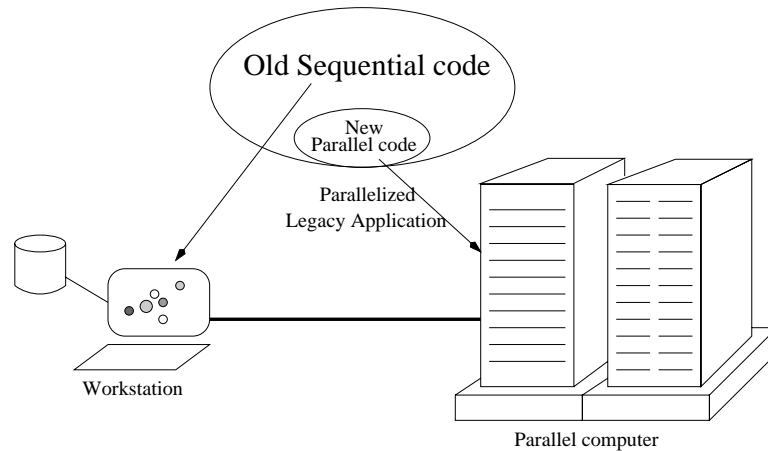 Old Sequential code
New
Parallel code
Parallelized
Legacy Application
Workstation
Parallel computer